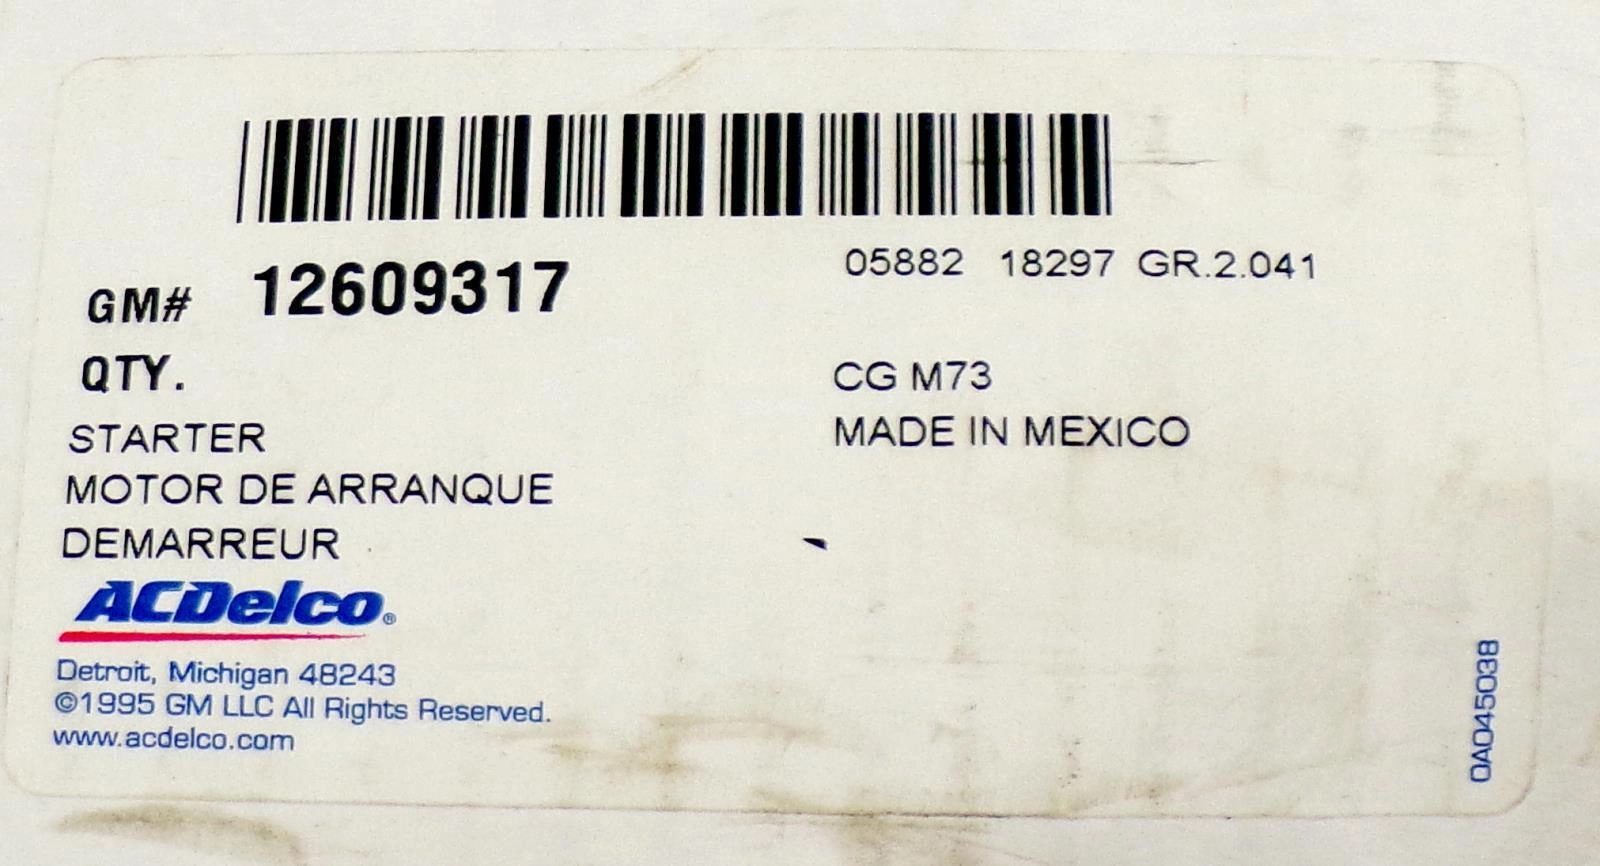 GM# 12609317
05882 18297 GR.2.041
QTY.
CG M73
STARTER
MADE IN MEXICO
MOTOR DE ARRANQUE
DEMARREUR
ACDelco®
Detroit, Michigan 48243
©1995 GM LLC All Rights Reserved.
www.acdelco.com
0A045038